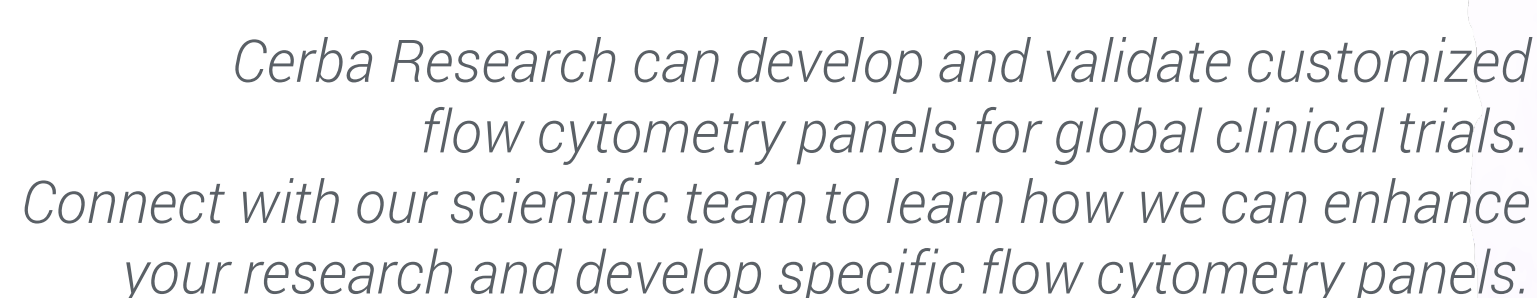 Cerba Research can develop and validate customized
flow cytometry panels for global clinical trials.
Connect with our scientific team to learn how we can enhance
your research and develop specific flow cytometry panels.